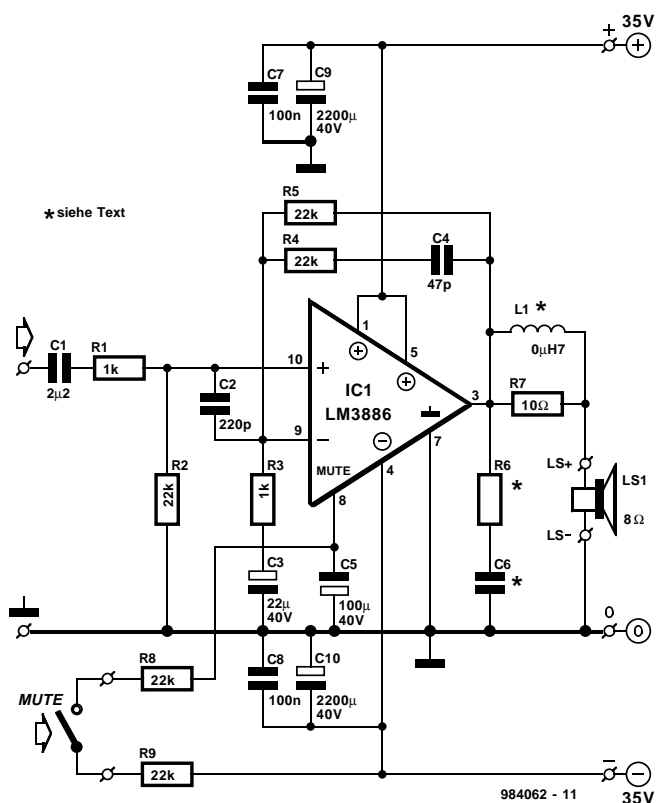 + 35V
+
C7
100n
C9
2200µ
40V
* siehe Text
R5
22k
R4
22k
C4
47p
L1 *
0µH7
C1
2µ2
R1
1k
C2
220p
10
+
9
−
1
+
5
+
IC1
LM3886
−
MUTE
3
4
7
8
R7
10Ω
R2
22k
R3
1k
R6
*
LS+
LS1
8Ω
LS−
C3
22µ
40V
C5
100µ
40V
C6
*
0
0
C8
100n
C10
2200µ
40V
R8
22k
MUTE
R9
22k
−
−
984062 - 11
35V